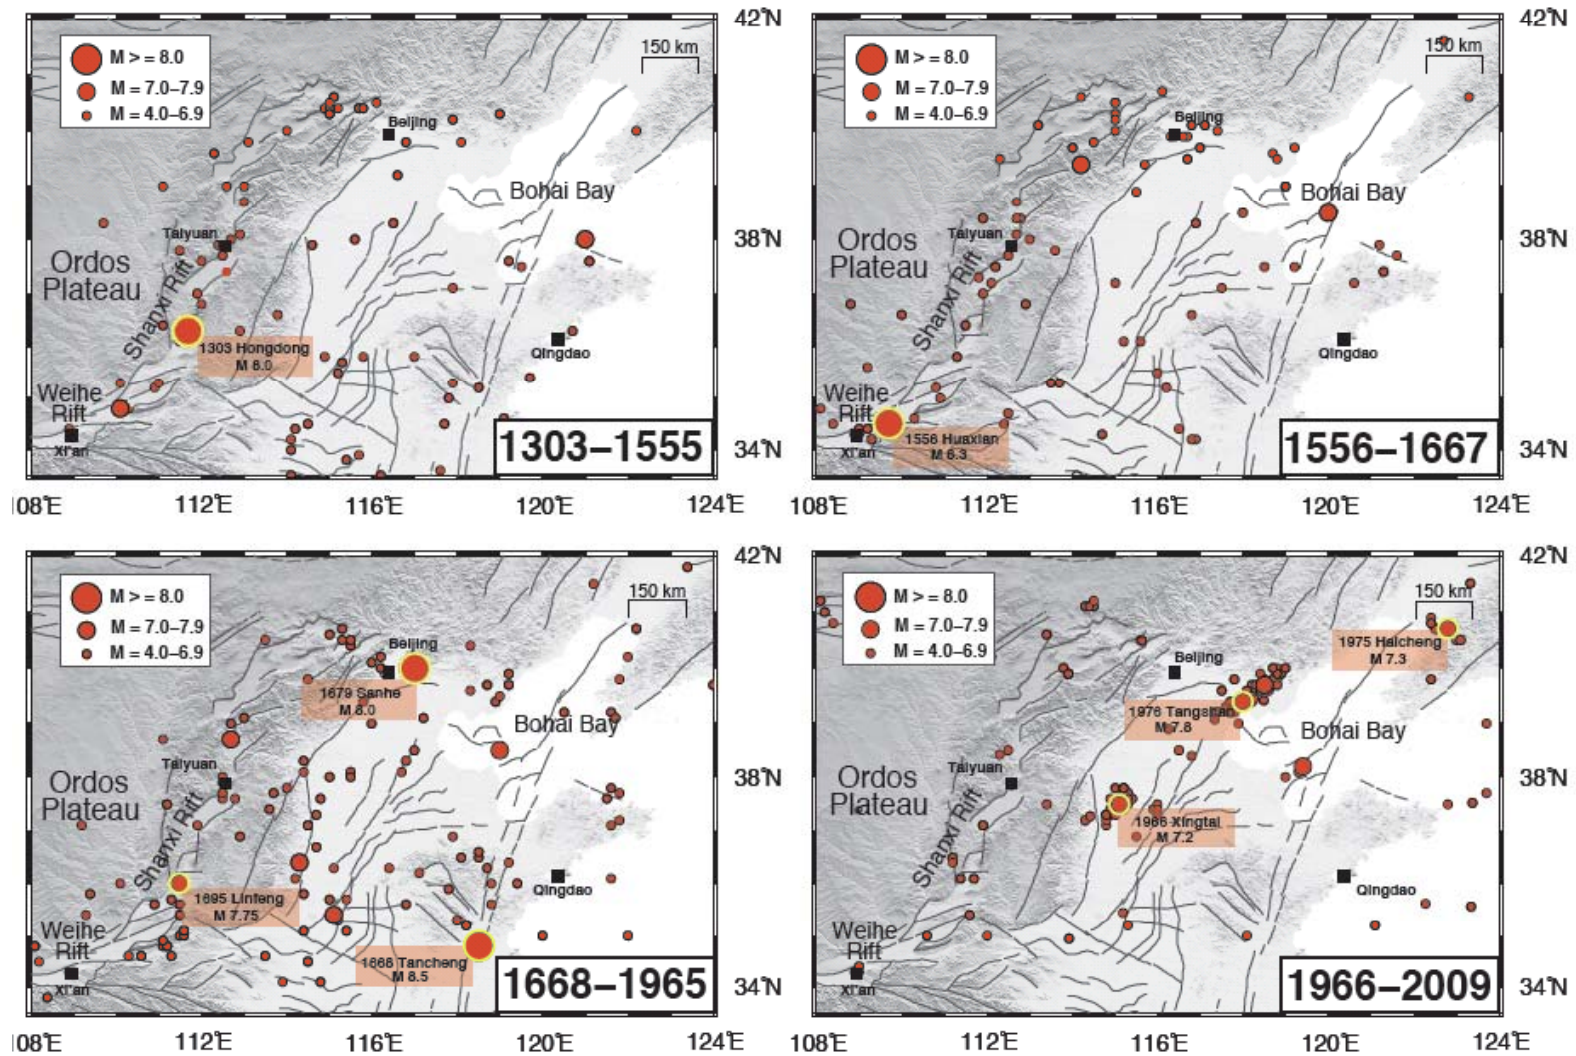 42°N
M > = 8.0
M = 7.0–7.9
M = 4.0–6.9
150 km
Beijing
Bohai Bay
Taiyuan
38°N
Ordos
Plateau
Shanxi Rift
1303 Hongdong
M 8.0
Qingdao
Weihe
Rift
Xi'an
1303–1555
34°N
08°E
112°E
116°E
120°E
124°E
42°N
M > = 8.0
M = 7.0–7.9
M = 4.0–6.9
150 km
Beijing
Bohai Bay
Taiyuan
38°N
Ordos
Plateau
Shanxi Rift
Qingdao
Weihe
Rift
1556 Huaxian
M 8.3
Xi'an
1556–1667
34°N
108°E
112°E
116°E
120°E
124°E
42°N
M > = 8.0
M = 7.0–7.9
M = 4.0–6.9
150 km
Beijing
1679 Sanhe
M 8.0
Bohai Bay
Taiyuan
38°N
Ordos
Plateau
Shanxi Rift
1695 Linfeng
M 7.75
Qingdao
Weihe
Rift
1668 Tancheng
M 8.5
Xi'an
1668–1965
34°N
08°E
112°E
116°E
120°E
124°E
42°N
M > = 8.0
M = 7.0–7.9
M = 4.0–6.9
150 km
1975 Haicheng
M 7.3
Beijing
1976 Tangshan
M 7.8
Bohai Bay
Taiyuan
38°N
Ordos
Plateau
Shanxi Rift
1966 Xingtai
M 7.2
Qingdao
Weihe
Rift
Xi'an
1966–2009
34°N
108°E
112°E
116°E
120°E
124°E